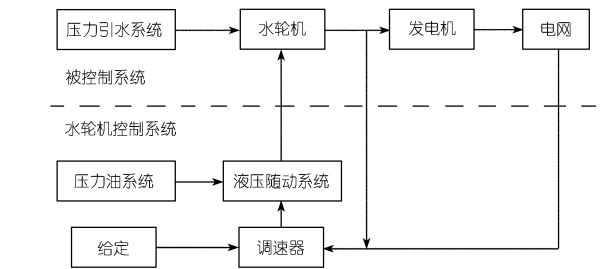 压力引水系统
水轮机
发电机
电网
被控制系统
水轮机控制系统
压力油系统
液压随动系统
给定
调速器